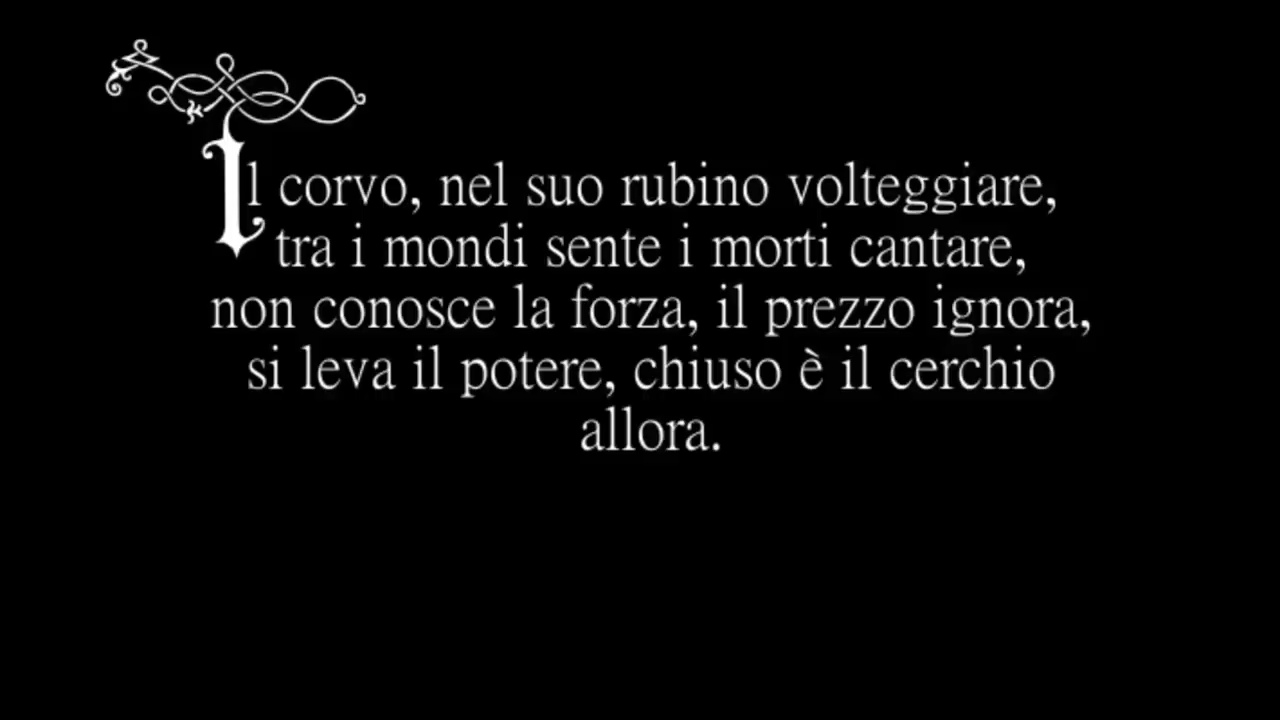 Il corvo, nel suo rubino volteggiare,
tra i mondi sente i morti cantare,
non conosce la forza, il prezzo ignora,
si leva il potere, chiuso è il cerchio
allora.